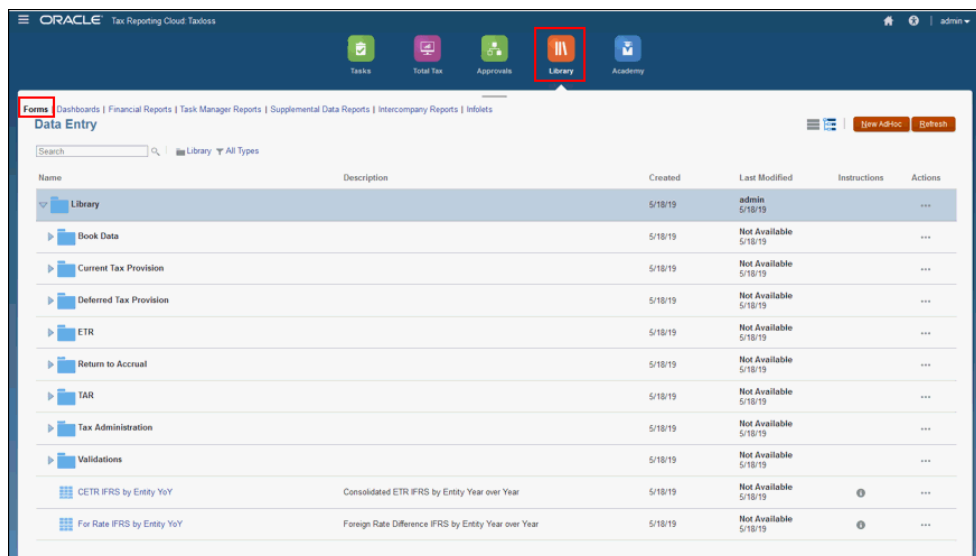 ORACLE® Tax Reporting Cloud: Taxloss admin
Tasks Total Tax Approvals Library Academy
Forms | Dashboards | Financial Reports | Task Manager Reports | Supplemental Data Reports | Intercompany Reports | Infolets
Data Entry New AdHoc Refresh
Search Library All Types
Name Description Created Last Modified Instructions Actions
Library 5/18/19 admin
5/18/19
Book Data 5/18/19 Not Available
5/18/19
Current Tax Provision 5/18/19 Not Available
5/18/19
Deferred Tax Provision 5/18/19 Not Available
5/18/19
ETR 5/18/19 Not Available
5/18/19
Return to Accrual 5/18/19 Not Available
5/18/19
TAR 5/18/19 Not Available
5/18/19
Tax Administration 5/18/19 Not Available
5/18/19
Validations 5/18/19 Not Available
5/18/19
CETR IFRS by Entity YoY Consolidated ETR IFRS by Entity Year over Year 5/18/19 Not Available
5/18/19
For Rate IFRS by Entity YoY Foreign Rate Difference IFRS by Entity Year over Year 5/18/19 Not Available
5/18/19